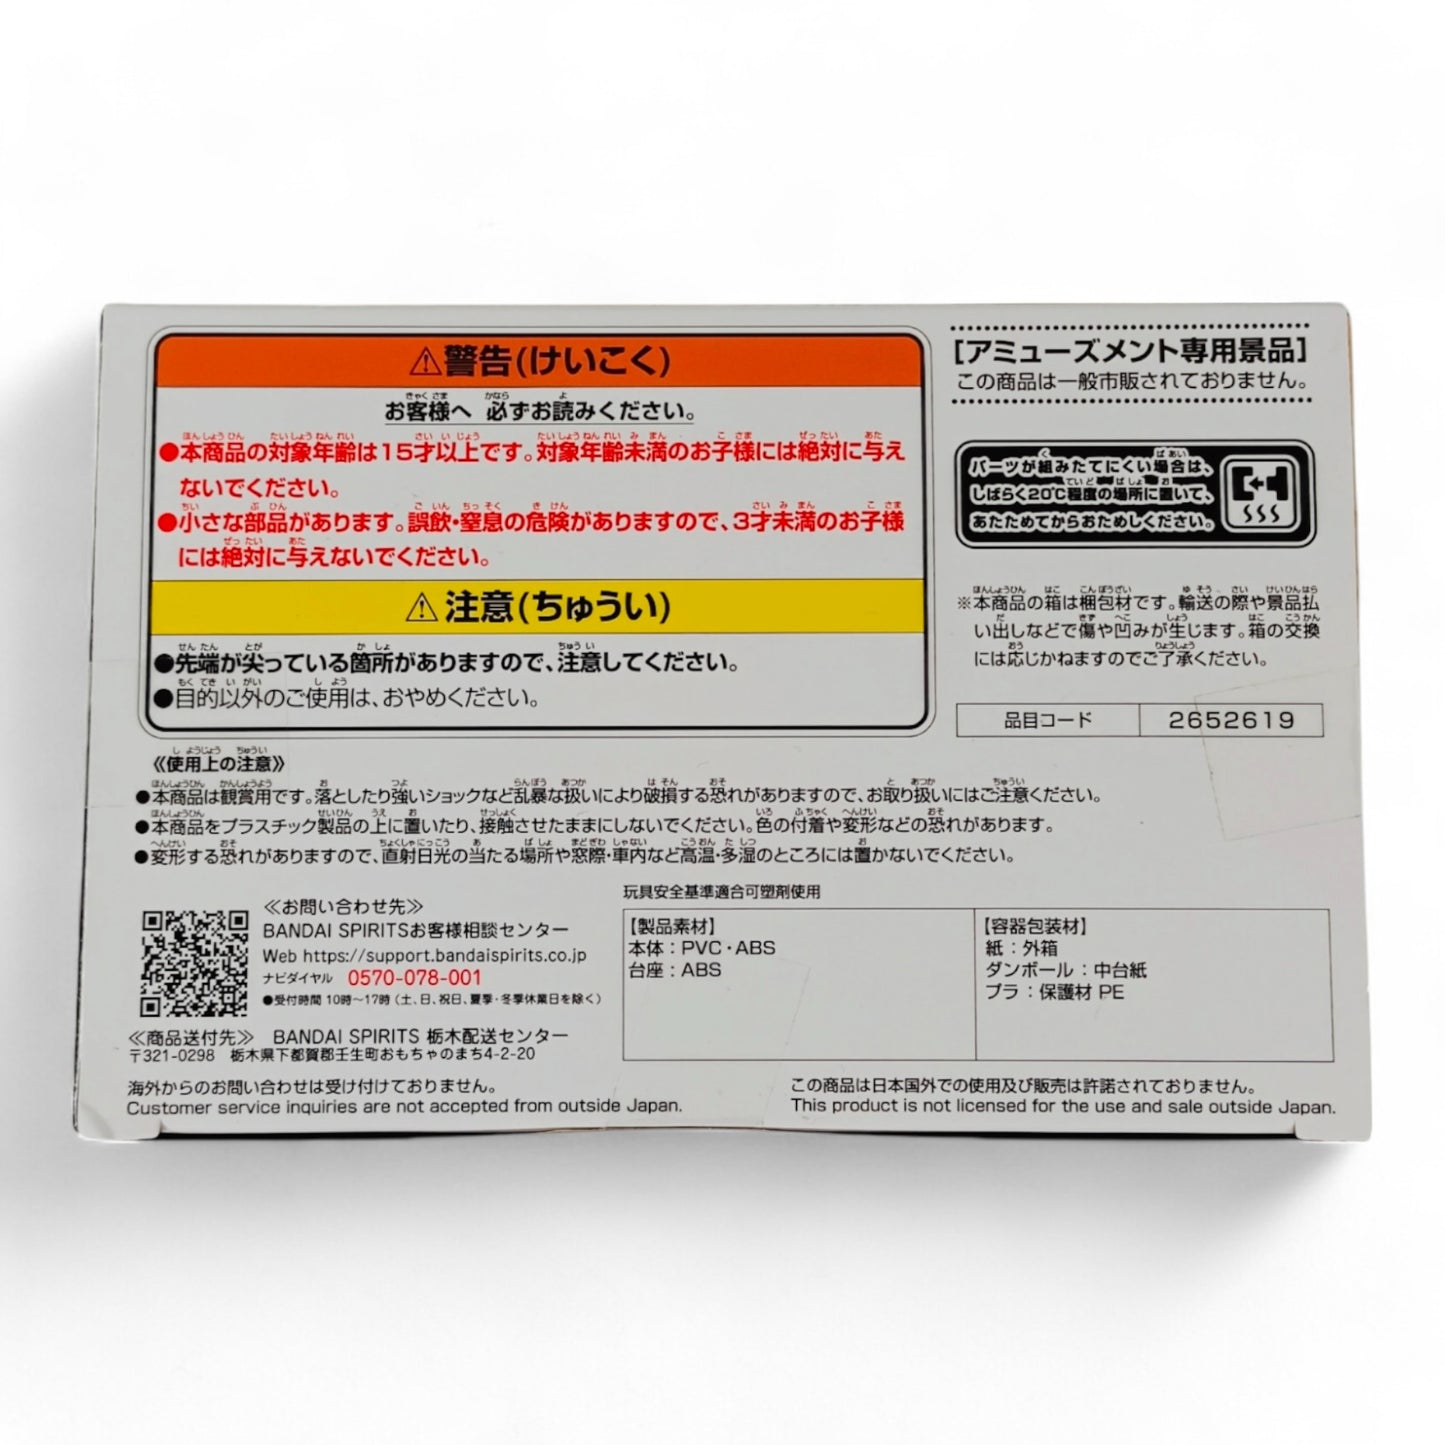 ⚠警告(けいこく)
お客様へ 必ずお読みください。
●本商品の対象年齢は15才以上です。対象年齢未満のお子様には絶対に与え
ないでください。
●小さな部品があります。誤飲・窒息の危険がありますので、3才未満のお子様
には絶対に与えないでください。
⚠注意(ちゅうい)
●先端が尖っている箇所がありますので、注意してください。
●目的以外のご使用は、おやめください。
[アミューズメント専用景品]
この商品は一般市販されておりません。
パーツが組みたてにくい場合は、
しばらく20℃程度の場所に置いて、
あたためてからおためしください。
※本商品の箱は梱包材です。輸送の際や景品払
い出しなどで傷や凹みが生じます。箱の交換
には応じかねますのでご了承ください。
品目コード 2652619
《使用上の注意》
●本商品は観賞用です。落としたり強いショックなど乱暴な扱いにより破損する恐れがありますので、お取り扱いにはご注意ください。
●本商品をプラスチック製品の上に置いたり、接触させたままにしないでください。色の付着や変形などの恐れがあります。
●変形する恐れがありますので、直射日光の当たる場所や窓際・車内など高温・多湿のところには置かないでください。
≪お問い合わせ先≫
BANDAI SPIRITSお客様相談センター
Web https://support.bandaispirits.co.jp
ナビダイヤル 0570-078-001
●受付時間 10時～17時 (土、日、祝日、夏季・冬季休業日を除く)
≪商品送付先≫ BANDAI SPIRITS 栃木配送センター
〒321-0298 栃木県下都賀郡壬生町おもちゃのまち4-2-20
玩具安全基準適合可塑剤使用
【製品素材】
本体：PVC・ABS
台座：ABS
【容器包装材】
紙：外箱
ダンボール：中台紙
プラ：保護材 PE
海外からのお問い合わせは受け付けておりません。
Customer service inquiries are not accepted from outside Japan.
この商品は日本国外での使用及び販売は許諾されておりません。
This product is not licensed for the use and sale outside Japan.